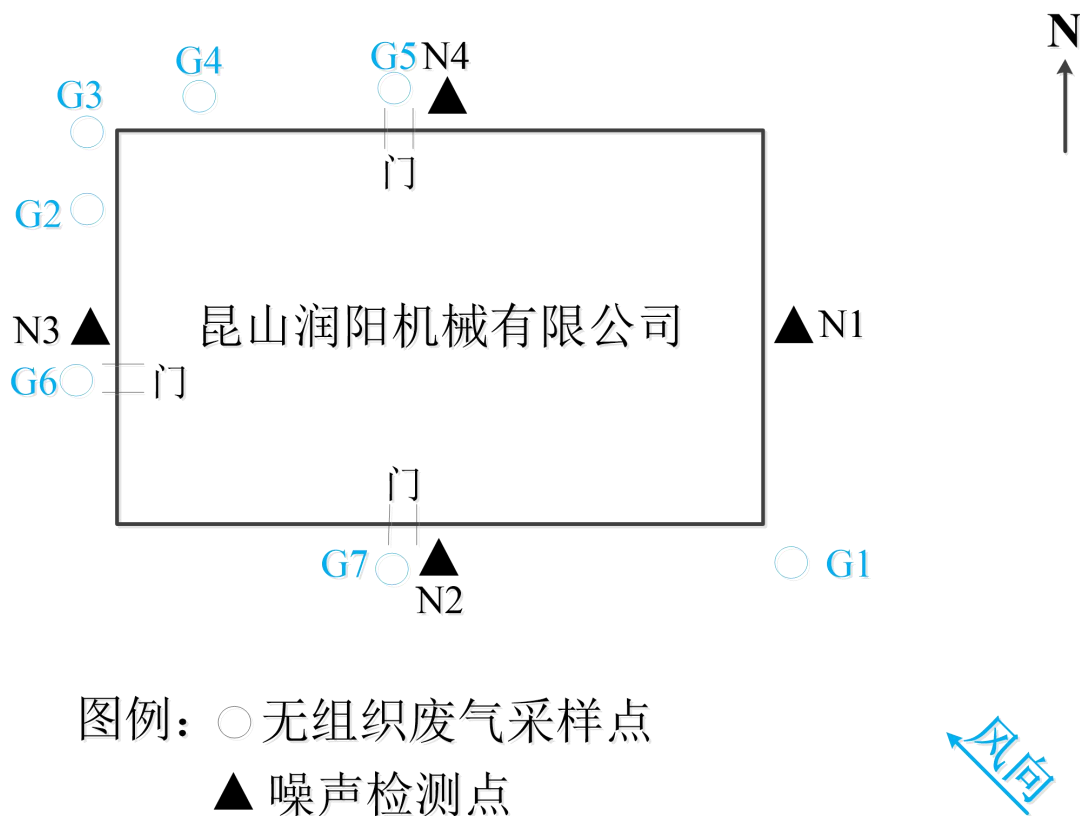 N
G4
G5 N4
G3
门
G2
昆山润阳机械有限公司
N3
N1
G6
门
门
G7
N2
G1
图例：○无组织废气采样点
▲噪声检测点
风向